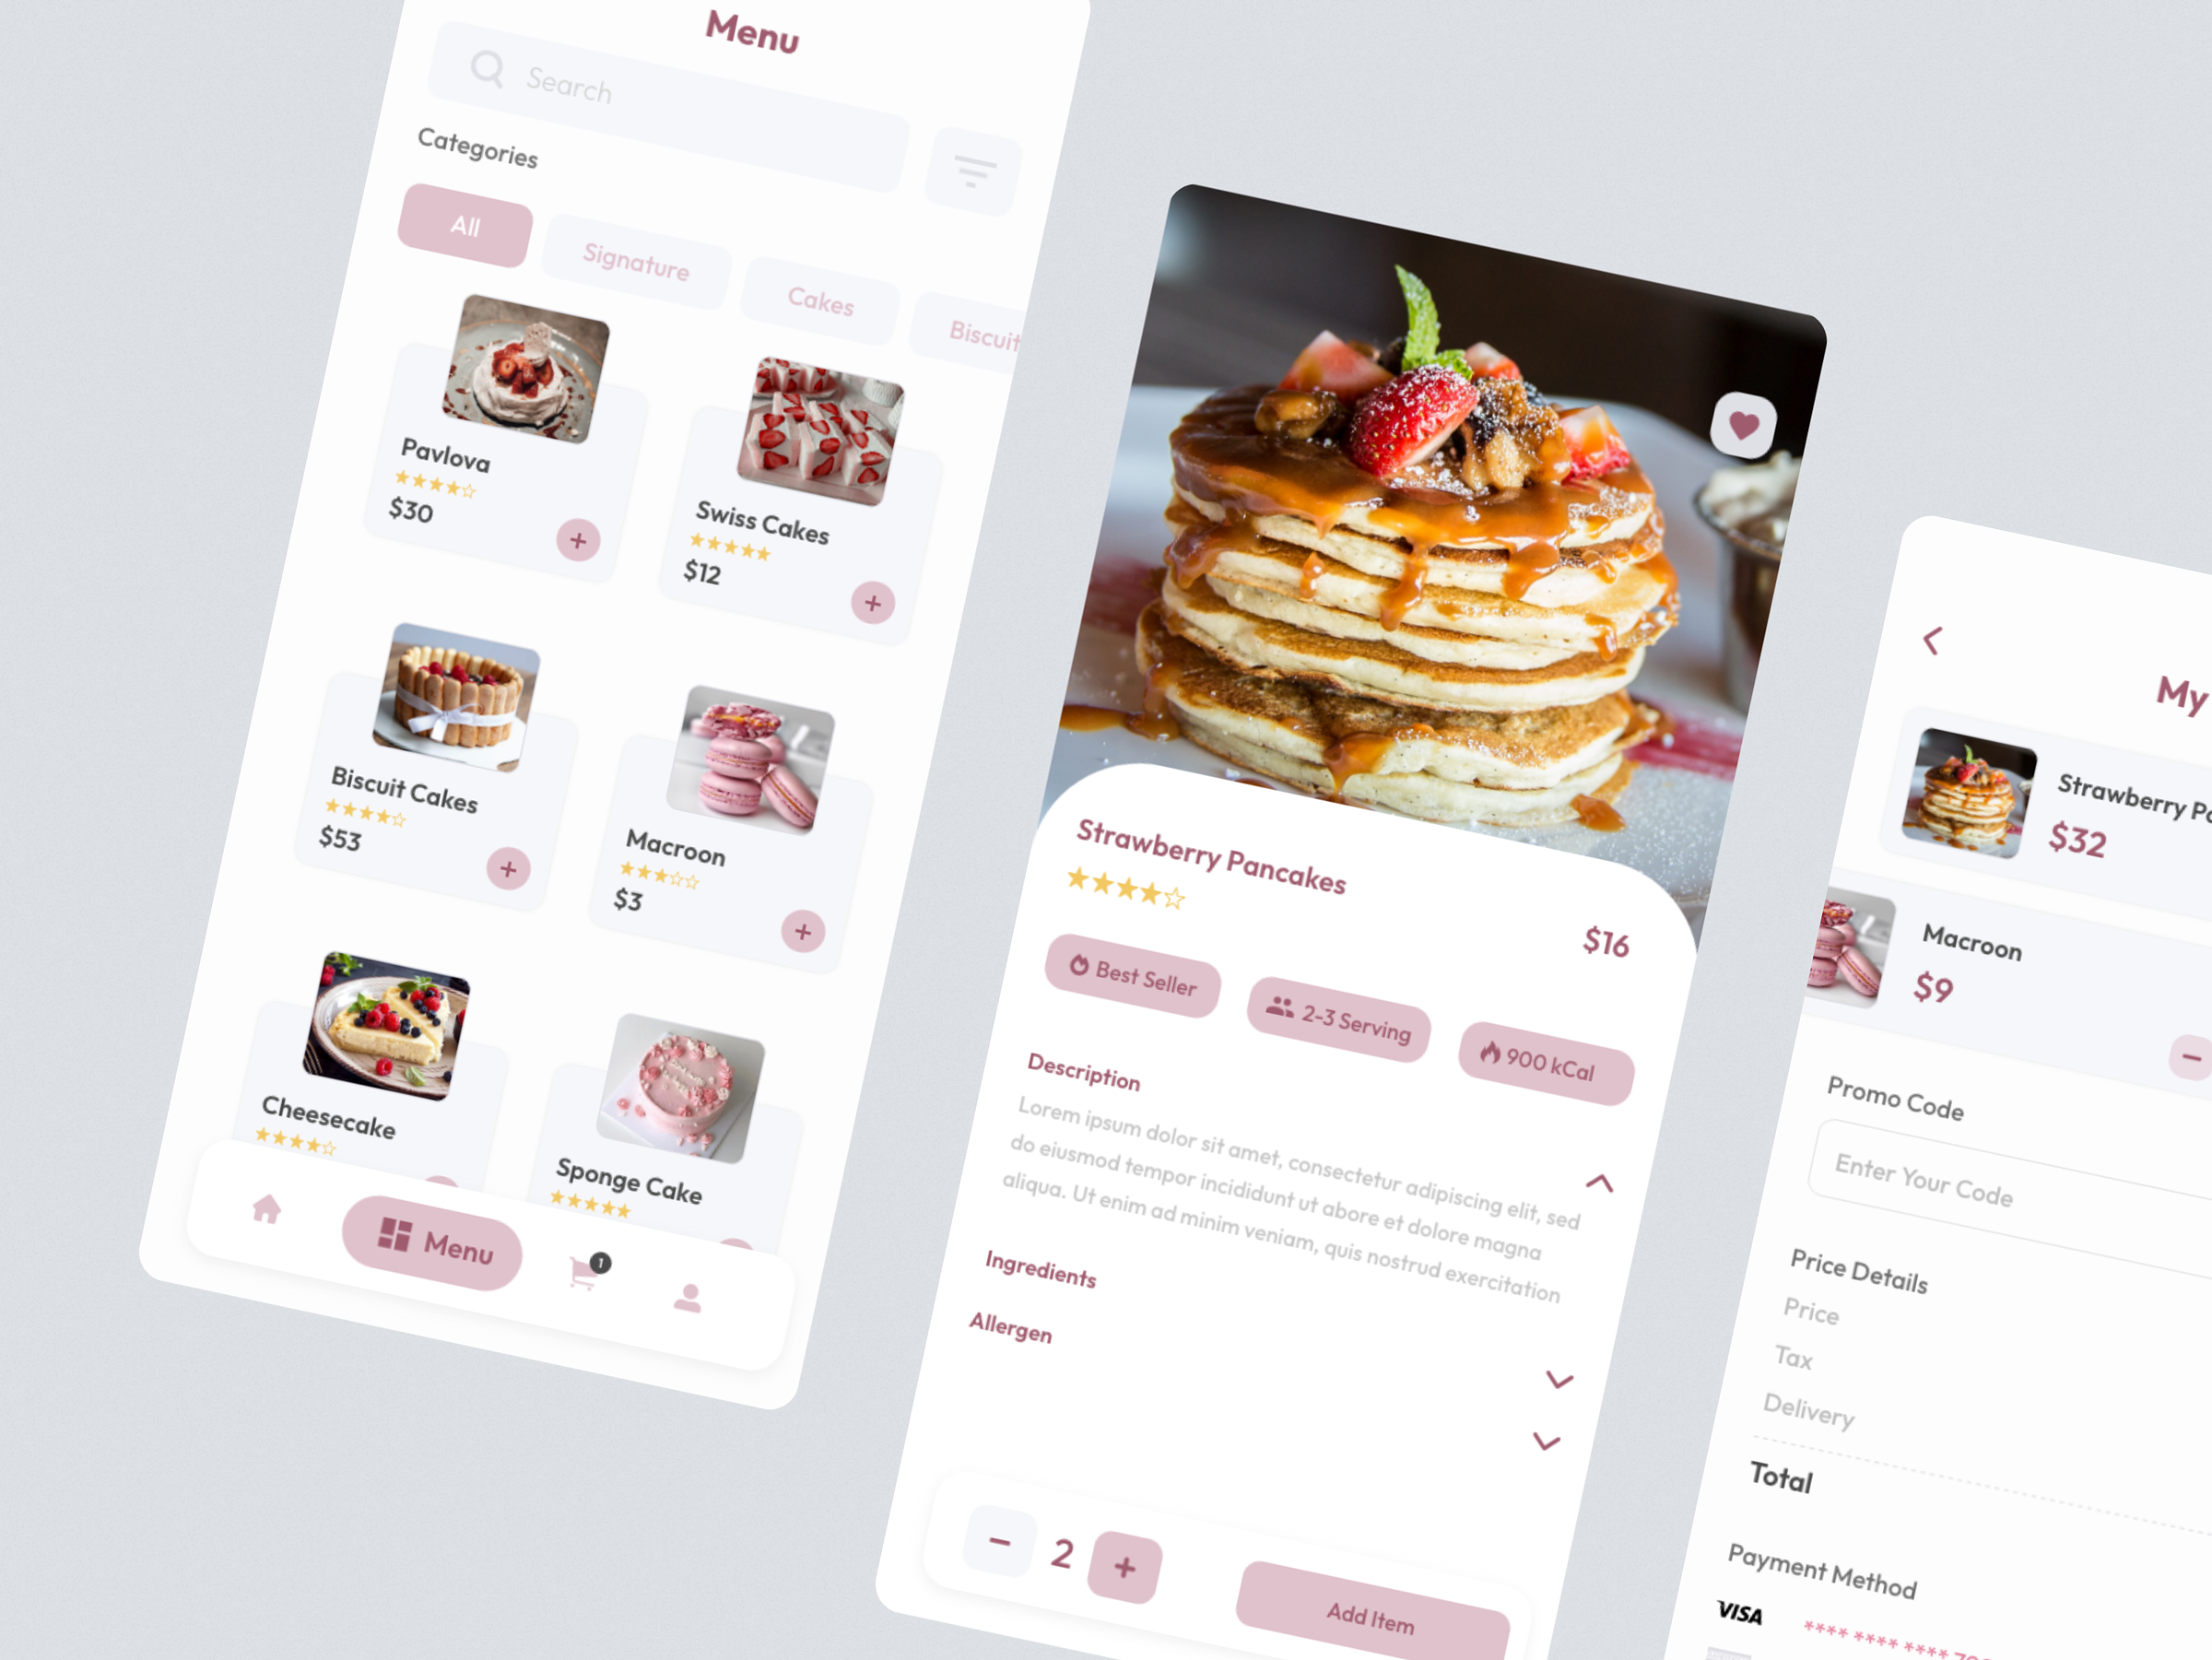 Menu
Search
Categories
All
Signature
Cakes
Biscuit
Pavlova
$30
Swiss Cakes
$12
Biscuit Cakes
$53
Macroon
$3
Cheesecake
Sponge Cake
Menu
1
Strawberry Pancakes
$16
Best Seller
2-3 Serving
900 kCal
Description
Lorem ipsum dolor sit amet, consectetur adipiscing elit, sed
do eiusmod tempor incididunt ut abore et dolore magna
aliqua. Ut enim ad minim veniam, quis nostrud exercitation
Ingredients
Allergen
2
Add Item
My
Strawberry Pa
$32
Macroon
$9
Promo Code
Enter Your Code
Price Details
Price
Tax
Delivery
Total
Payment Method
VISA
**** **** ****